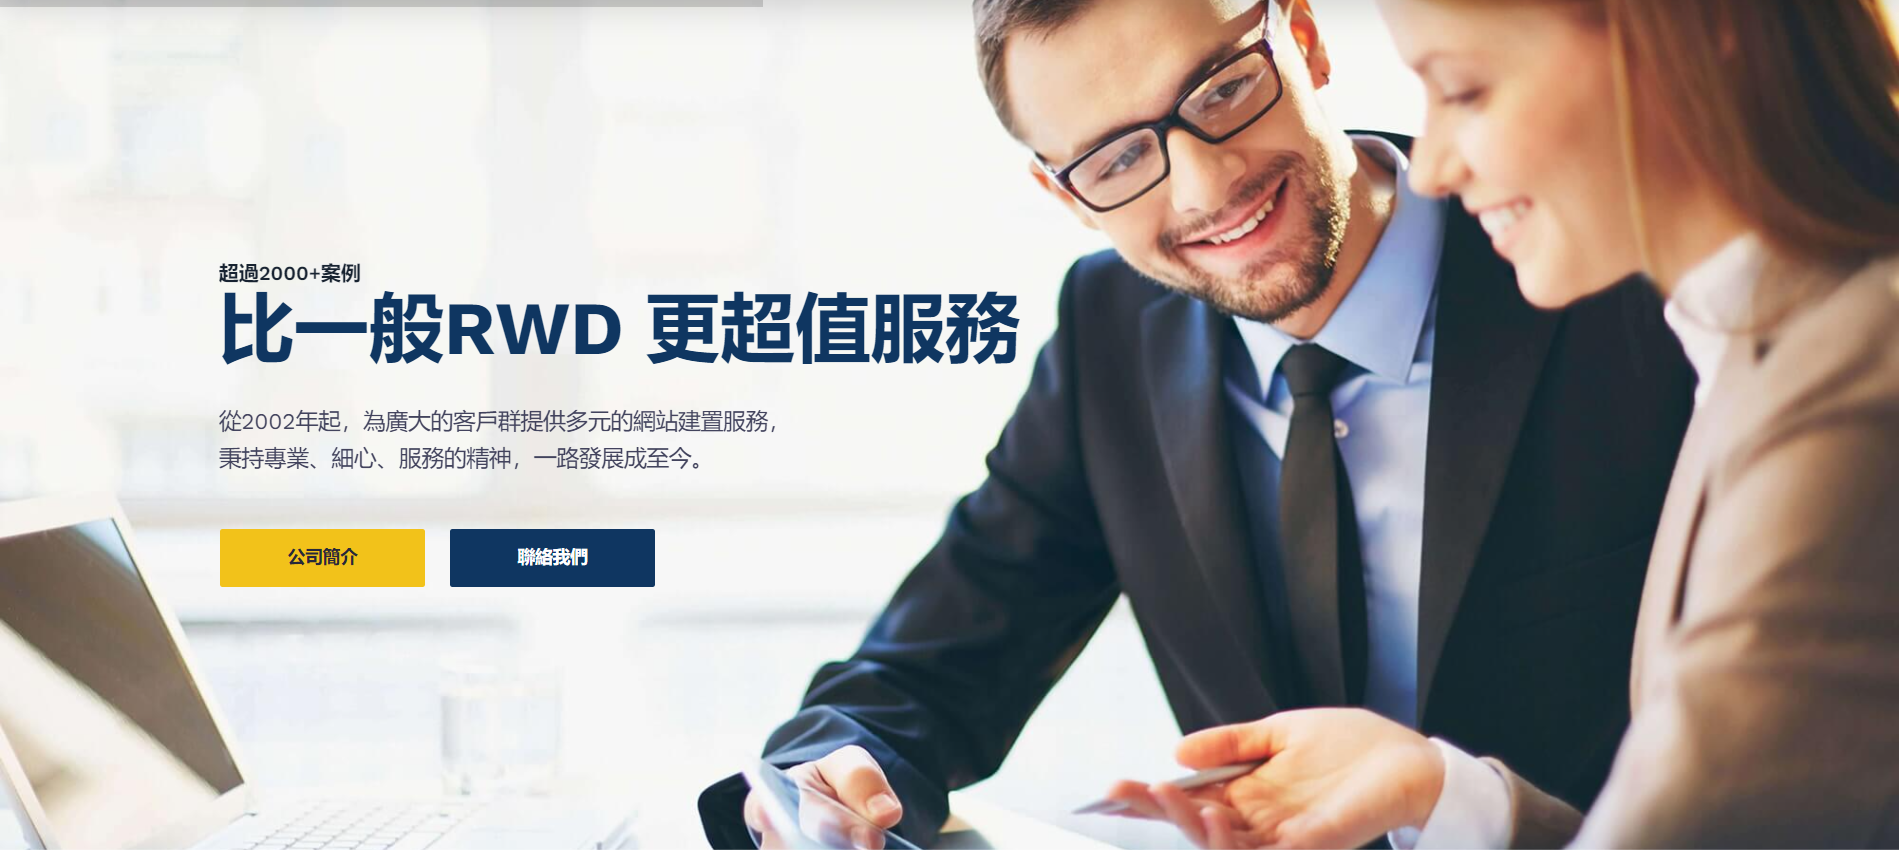 超過2000+案例
比一般RWD 更超值服務
從2002年起，為廣大的客戶群提供多元的網站建置服務，
秉持專業、細心、服務的精神，一路發展成至今。
公司簡介
聯絡我們